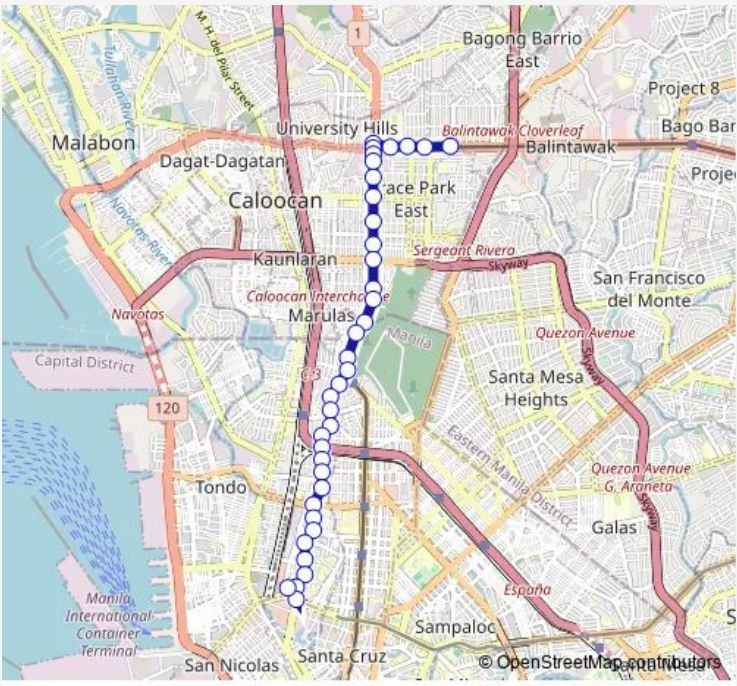 1
M. H. del Pilar Street
Bagong Barrio
East
Tullahan River
Project 8
Malabon
University Hills
Balintawak Cloverleaf
Bago Bar
Balintawak
Dagat-Dagatan
Proje
ace Park
East
Caloocan
Navotas River
Kaunlaran
Sergeant Rivera
Skyway
San Francisco
del Monte
Caloocan Interch
e
Navotas
Marulas
Manila
Quezon Avenue
Capital District
C-3
Skyway
Santa Mesa
Heights
120
Eastern Manila District
Quezon Avenue
G. Araneta
Tondo
Skyway
Galas
España
Manila
International
Container
Terminal
Sampaloc
Santa Cruz
San Nicolas
© OpenStreetMap contributors